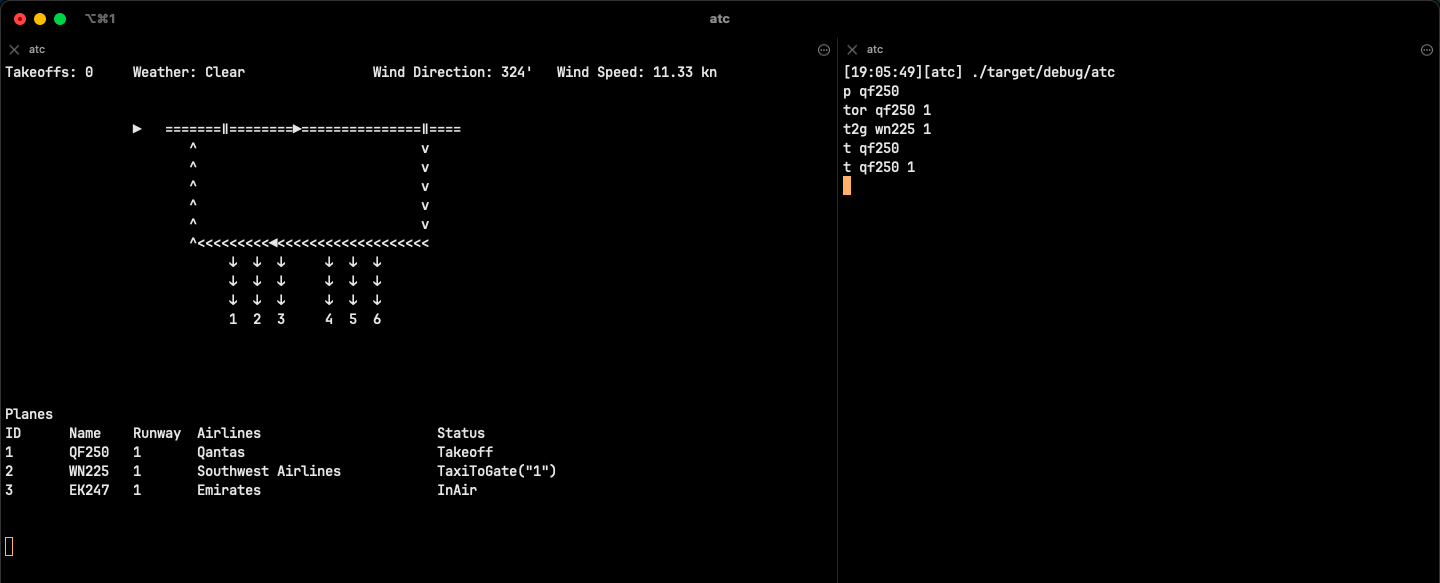 ⌥⌘1 atc
atc
Takeoffs: 0 Weather: Clear Wind Direction: 324' Wind Speed: 11.33 kn
▶ =======‖========▶===============‖====
^ v
^ v
^ v
^ v
^ v
^<<<<<<<<<◀<<<<<<<<<<<<<<<<<<<
↓ ↓ ↓ ↓ ↓ ↓
↓ ↓ ↓ ↓ ↓ ↓
↓ ↓ ↓ ↓ ↓ ↓
1 2 3 4 5 6
Planes
ID Name Runway Airlines Status
1 QF250 1 Qantas Takeoff
2 WN225 1 Southwest Airlines TaxiToGate("1")
3 EK247 1 Emirates InAir
atc
[19:05:49][atc] ./target/debug/atc
p qf250
tor qf250 1
t2g wn225 1
t qf250
t qf250 1